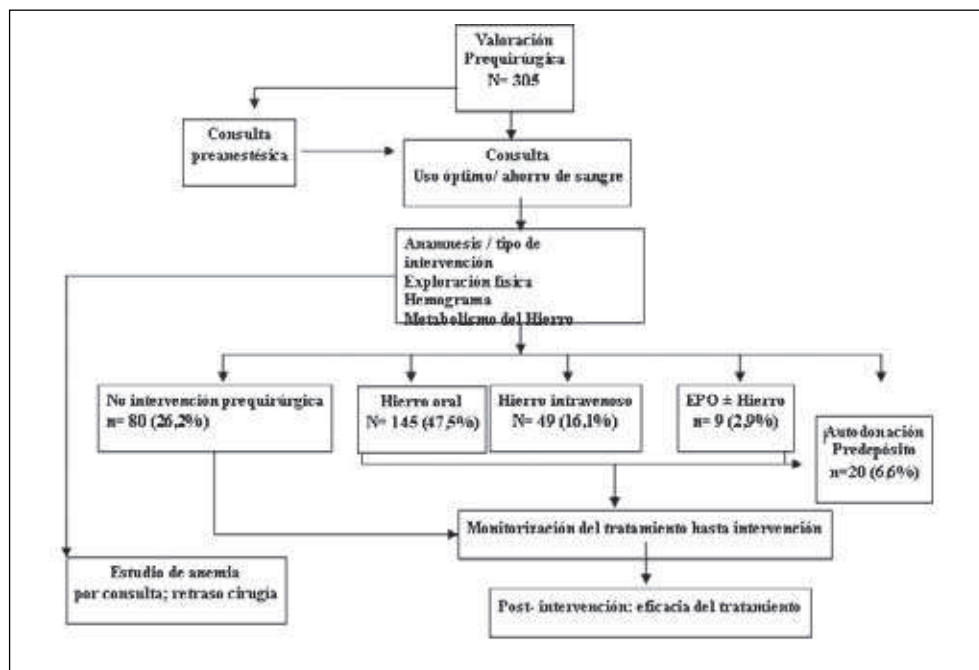 Valoración
Prequirúrgica
N= 305
Consulta
preanestésica
Consulta
Uso óptimo/ ahorro de sangre
Anamnesis / tipo de
intervención
Exploración física
Hemograma
Metabolismo del Hierro
No intervención prequirúrgica
n= 80 (26,2%)
Hierro oral
N= 145 (47,5%)
Hierro intravenoso
N= 49 (16,1%)
EPO ± Hierro
n= 9 (2,9%)
Autodonación
Predepósito
n=20 (6,6%)
Monitorización del tratamiento hasta intervención
Estudio de anemia
por consulta; retraso cirugía
Post- intervención: eficacia del tratamiento